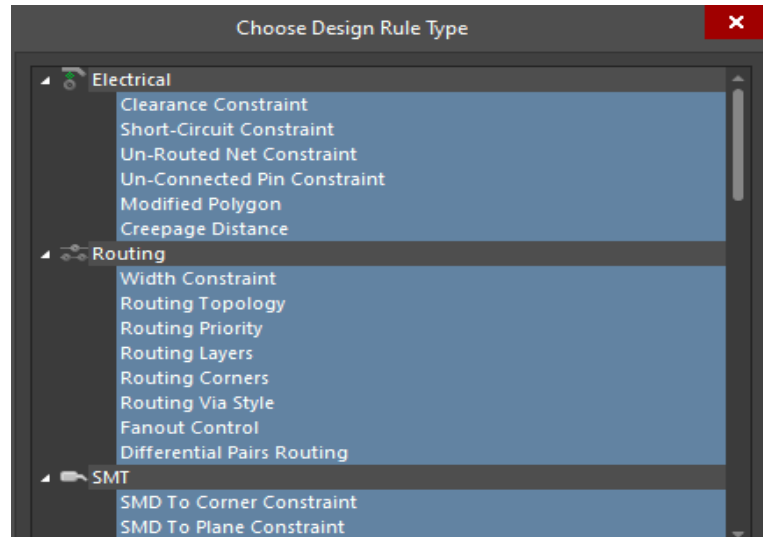 Choose Design Rule Type
Electrical
Clearance Constraint
Short-Circuit Constraint
Un-Routed Net Constraint
Un-Connected Pin Constraint
Modified Polygon
Creepage Distance
Routing
Width Constraint
Routing Topology
Routing Priority
Routing Layers
Routing Corners
Routing Via Style
Fanout Control
Differential Pairs Routing
SMT
SMD To Corner Constraint
SMD To Plane Constraint